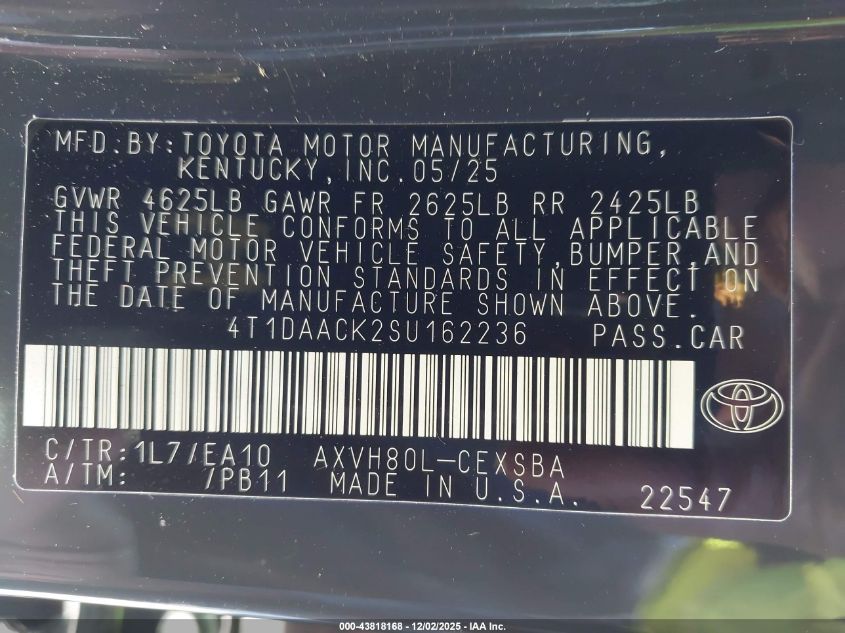 MFD.BY:TOYOTA MOTOR MANUFACTURING,
KENTUCKY,INC.05/25
GVWR 4625LB GAWR FR 2625LB RR 2425LB
THIS VEHICLE CONFORMS TO ALL APPLICABLE
FEDERAL MOTOR VEHICLE SAFETY,BUMPER,AND
THEFT PREVENTION STANDARDS IN EFFECT ON
THE DATE OF MANUFACTURE SHOWN ABOVE.
4T1DAACK2SU162236 PASS.CAR
C/TR:1L7/EA10 AXVH80L-CEXSBA
A/TM: /PB11 MADE IN U.S.A. 22547
000-43818168 - 12/02/2025 - IAA Inc.